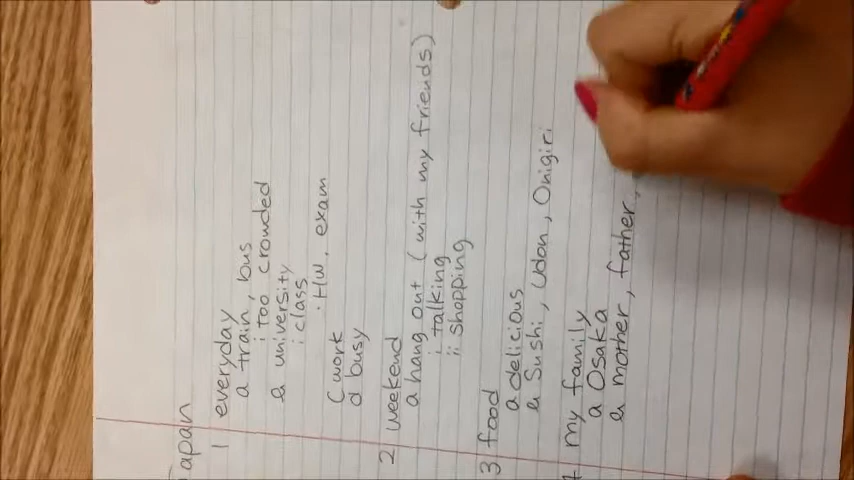 Japan
1 everyday
a train, bus
i too crowded
b university
i class
· HW, exam
C work
d busy
2 weekend
a hang out (with my friends)
i talking
ii shopping
3 food
a delicious
b Sushi, Udon, Onigiri
4 my family
a Osaka
b mother, father,